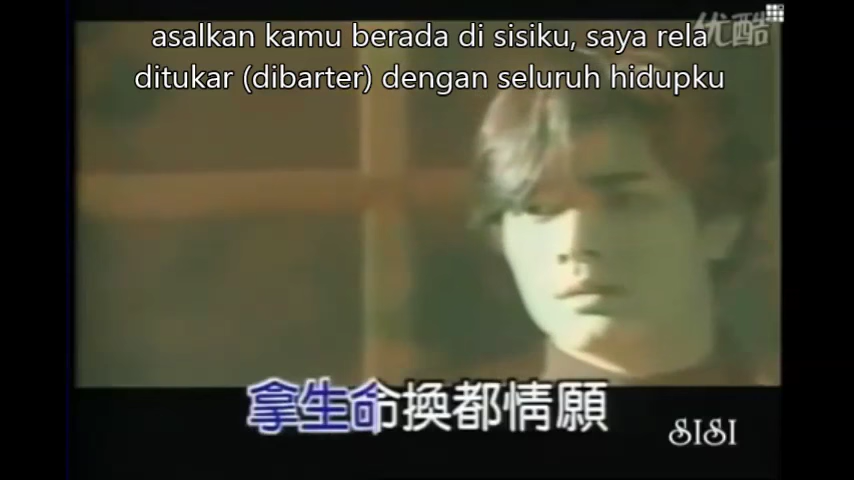 asalkan kamu berada di sisiku, saya rela
优酷
ditukar (dibarter) dengan seluruh hidupku
拿生命換都情願
SISI